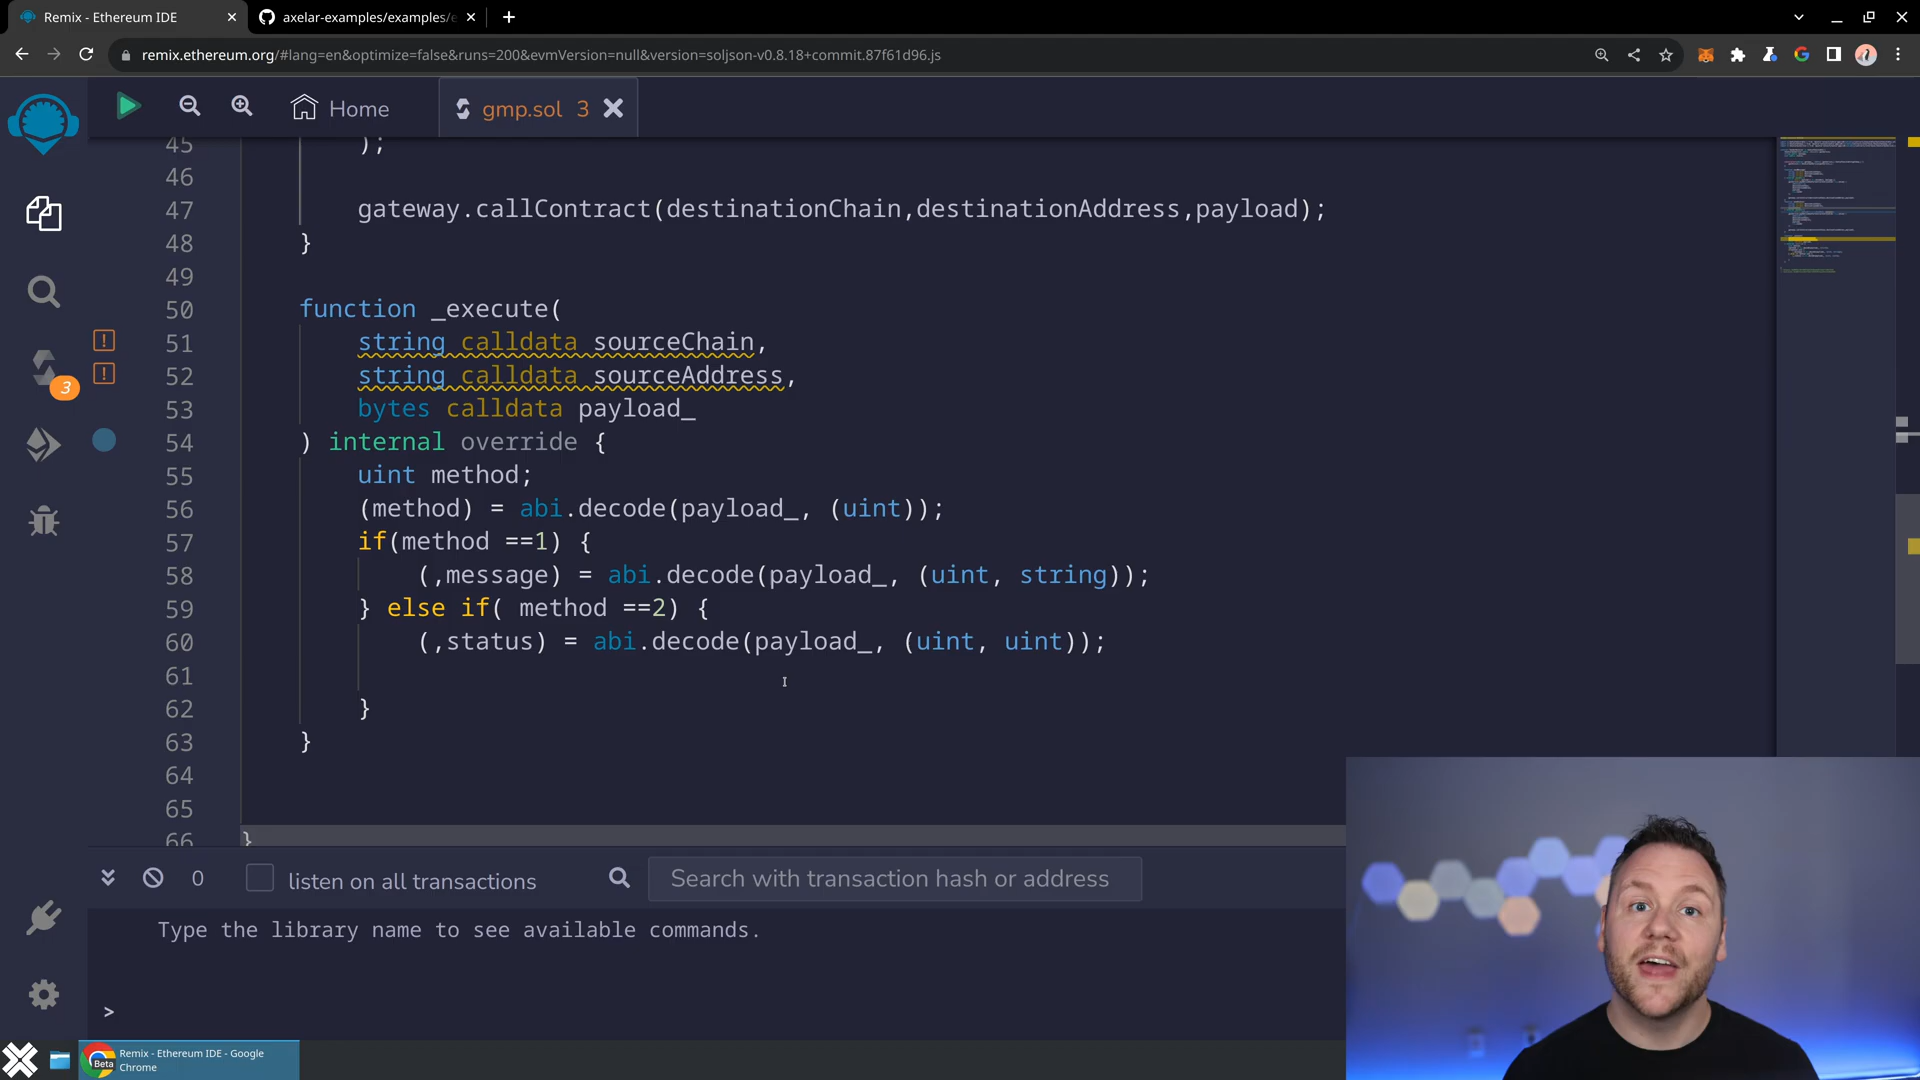 Remix - Ethereum IDE
axelar-examples/examples/e
remix.ethereum.org/#lang=en&optimize=false&runs=200&evmVersion=null&version=soljson-v0.8.18+commit.87f61d96.js
Home
gmp.sol 3
45 );
46
47 gateway.callContract(destinationChain,destinationAddress,payload);
48 }
49
50 function _execute(
51 string calldata sourceChain,
52 string calldata sourceAddress,
53 bytes calldata payload_
54 ) internal override {
55 uint method;
56 (method) = abi.decode(payload_, (uint));
57 if(method ==1) {
58 (,message) = abi.decode(payload_, (uint, string));
59 } else if( method ==2) {
60 (,status) = abi.decode(payload_, (uint, uint));
61
62 }
63 }
64
65
66 }
3
0 listen on all transactions Search with transaction hash or address
Type the library name to see available commands.
>
Beta
Remix - Ethereum IDE - Google
Chrome